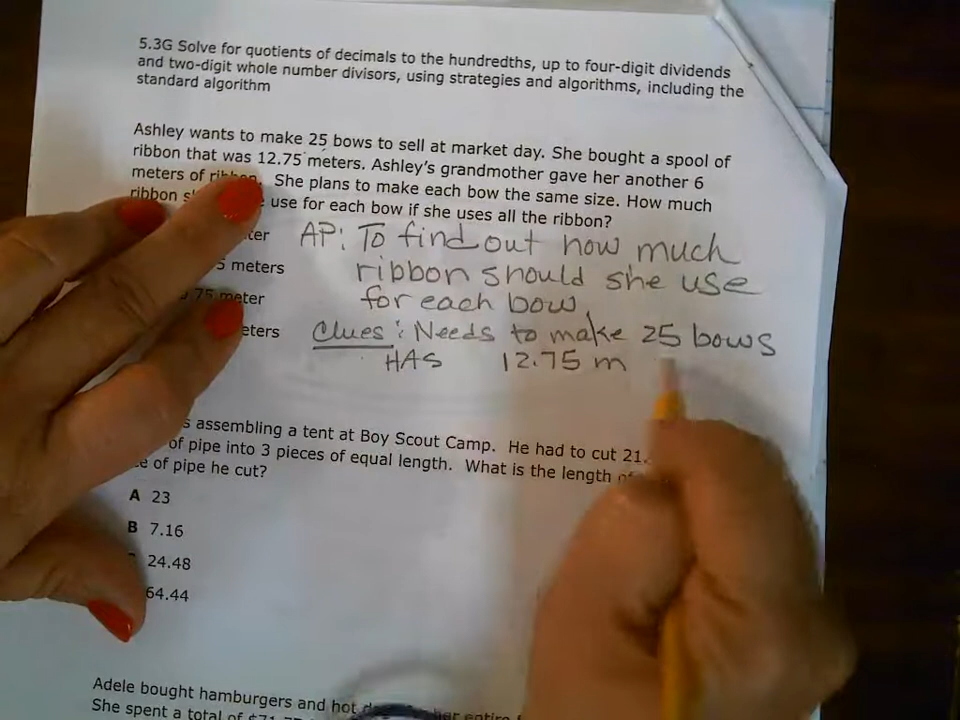 5.3G Solve for quotients of decimals to the hundredths, up to four-digit dividends
and two-digit whole number divisors, using strategies and algorithms, including the
standard algorithm
Ashley wants to make 25 bows to sell at market day. She bought a spool of
ribbon that was 12.75 meters. Ashley's grandmother gave her another 6
meters of ribbon. She plans to make each bow the same size. How much
ribbon use for each bow if she uses all the ribbon?
AP: To find out how much
5 meters
ribbon should she use
75 meter
for each bow
Clues: Needs to make 25 bows
HAS 12.75 m
assembling a tent at Boy Scout Camp. He had to cut 21.
of pipe into 3 pieces of equal length. What is the length
of pipe he cut?
A 23
B 7.16
24.48
64.44
Adele bought hamburgers and hot
She spent a total of